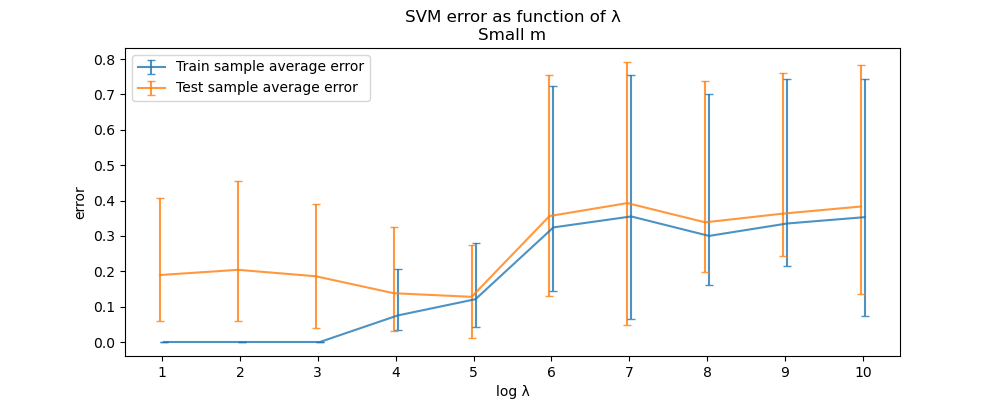 SVM error as function of λ
Small m
Train sample average error
Test sample average error
error
0.8
0.7
0.6
0.5
0.4
0.3
0.2
0.1
0.0
1 2 3 4 5 6 7 8 9 10
log λ